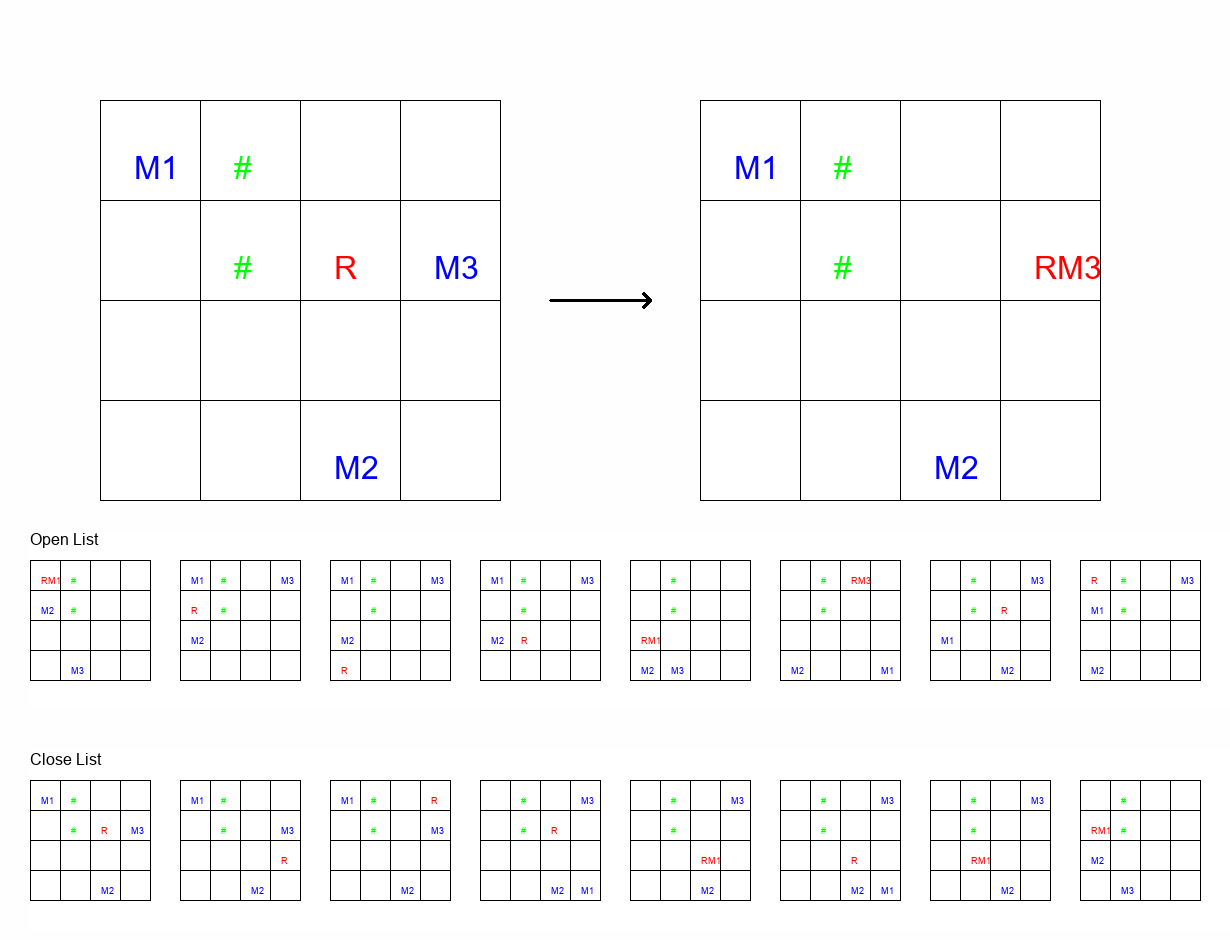 M1 # M1 #
# R M3 # RM3
M2 M2
Open List
RM1 # M1 # M3 M1 # M3 M1 # M3 # # RM3 # M3 R # M3
M2 # R # # # # # # R M1 #
M2 M2 M2 R RM1 M1
M3 R M2 M3 M2 M1 M2 M2
Close List
M1 # M1 # M1 # R # M3 # M3 # M3 # M3 #
# R M3 # M3 # M3 # R # # # RM1 #
R RM1 R RM1 M2
M2 M2 M2 M2 M1 M2 M2 M1 M2 M3